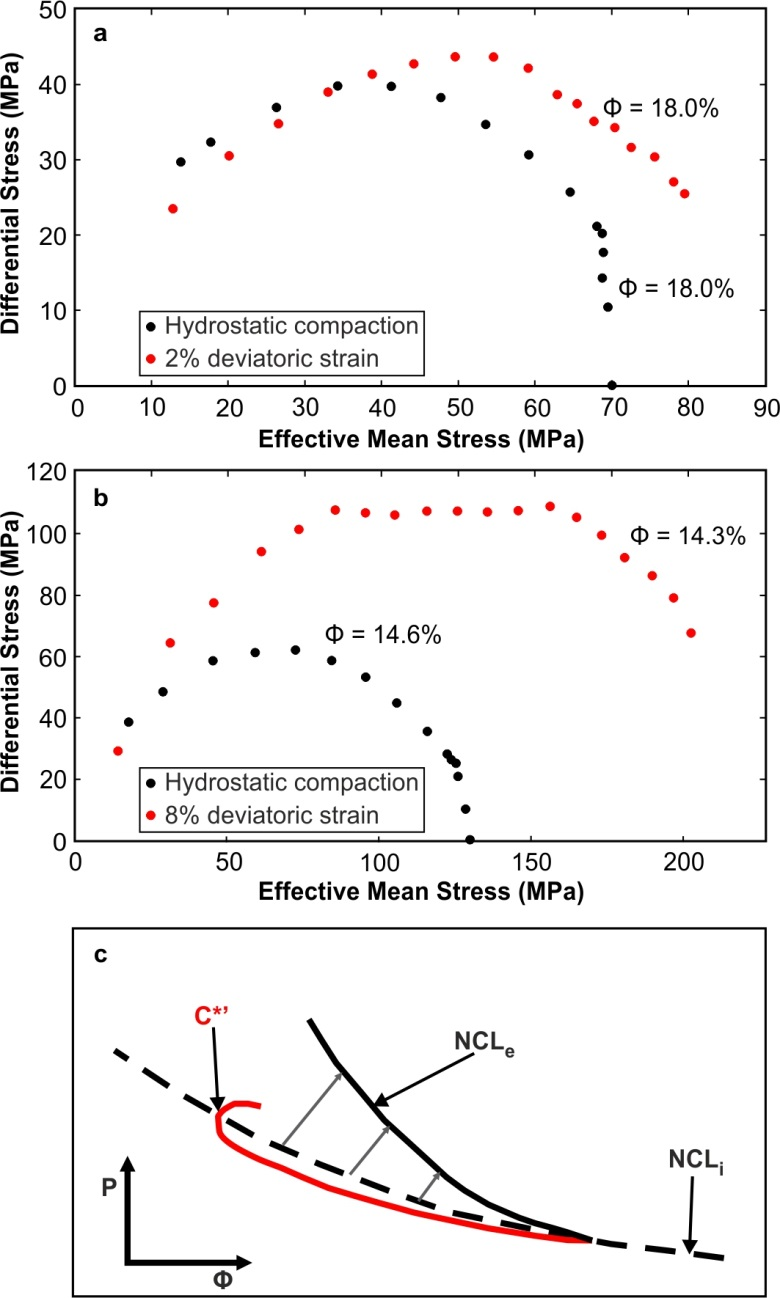 a
Differential Stress (MPa)
50
40
30
20
10
0
Φ = 18.0%
Φ = 18.0%
Hydrostatic compaction
2% deviatoric strain
0 10 20 30 40 50 60 70 80 90
Effective Mean Stress (MPa)
b
Differential Stress (MPa)
120
100
80
60
40
20
0
Φ = 14.3%
Φ = 14.6%
Hydrostatic compaction
8% deviatoric strain
0 50 100 150 200
Effective Mean Stress (MPa)
c
C*'
NCLe
NCLi
P
Φ